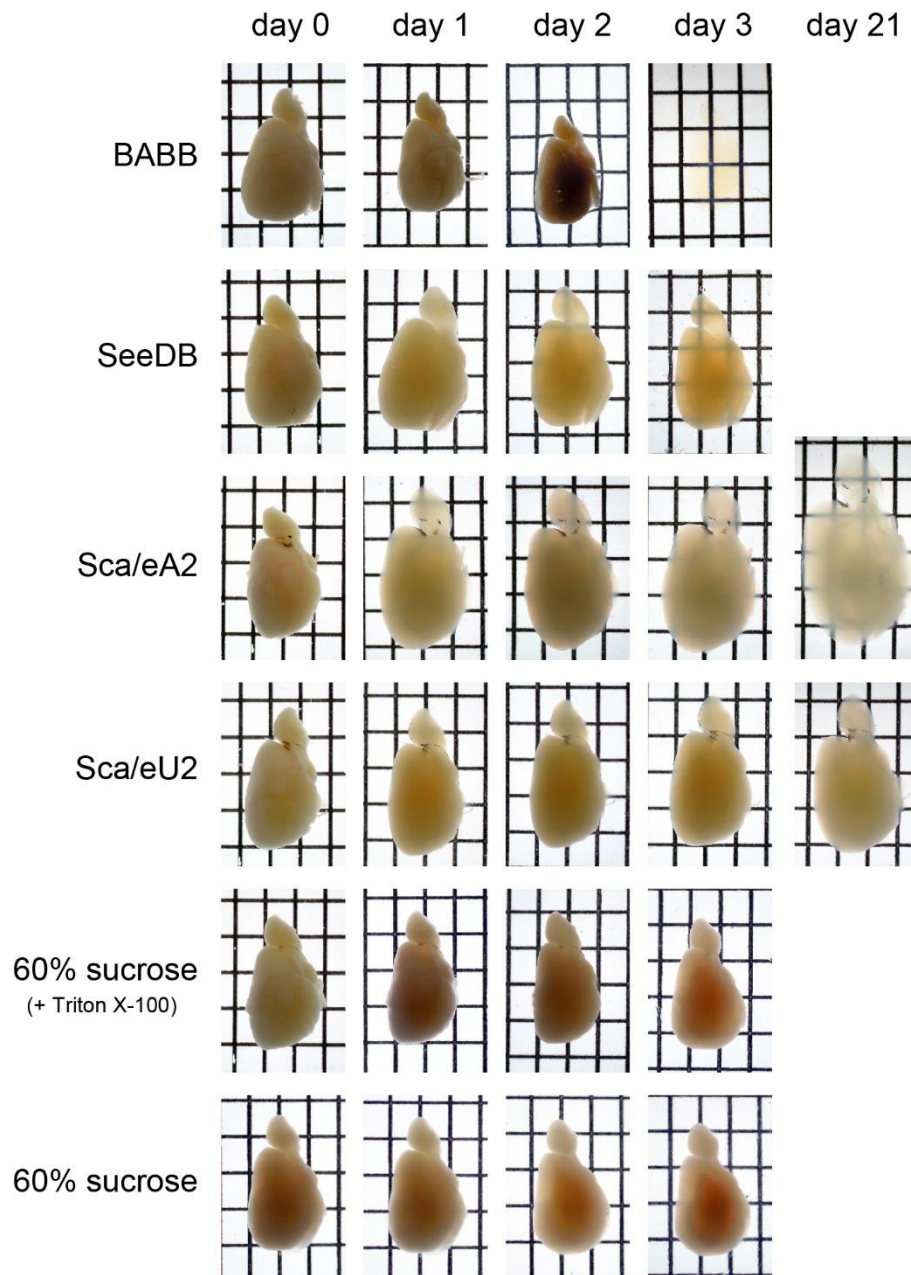 day 0 day 1 day 2 day 3 day 21
BABB
SeeDB
Sca/eA2
Sca/eU2
60% sucrose
(+ Triton X-100)
60% sucrose